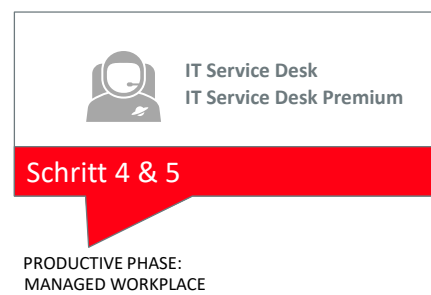 IT Service Desk
IT Service Desk Premium
Schritt 4 & 5
PRODUCTIVE PHASE:
MANAGED WORKPLACE